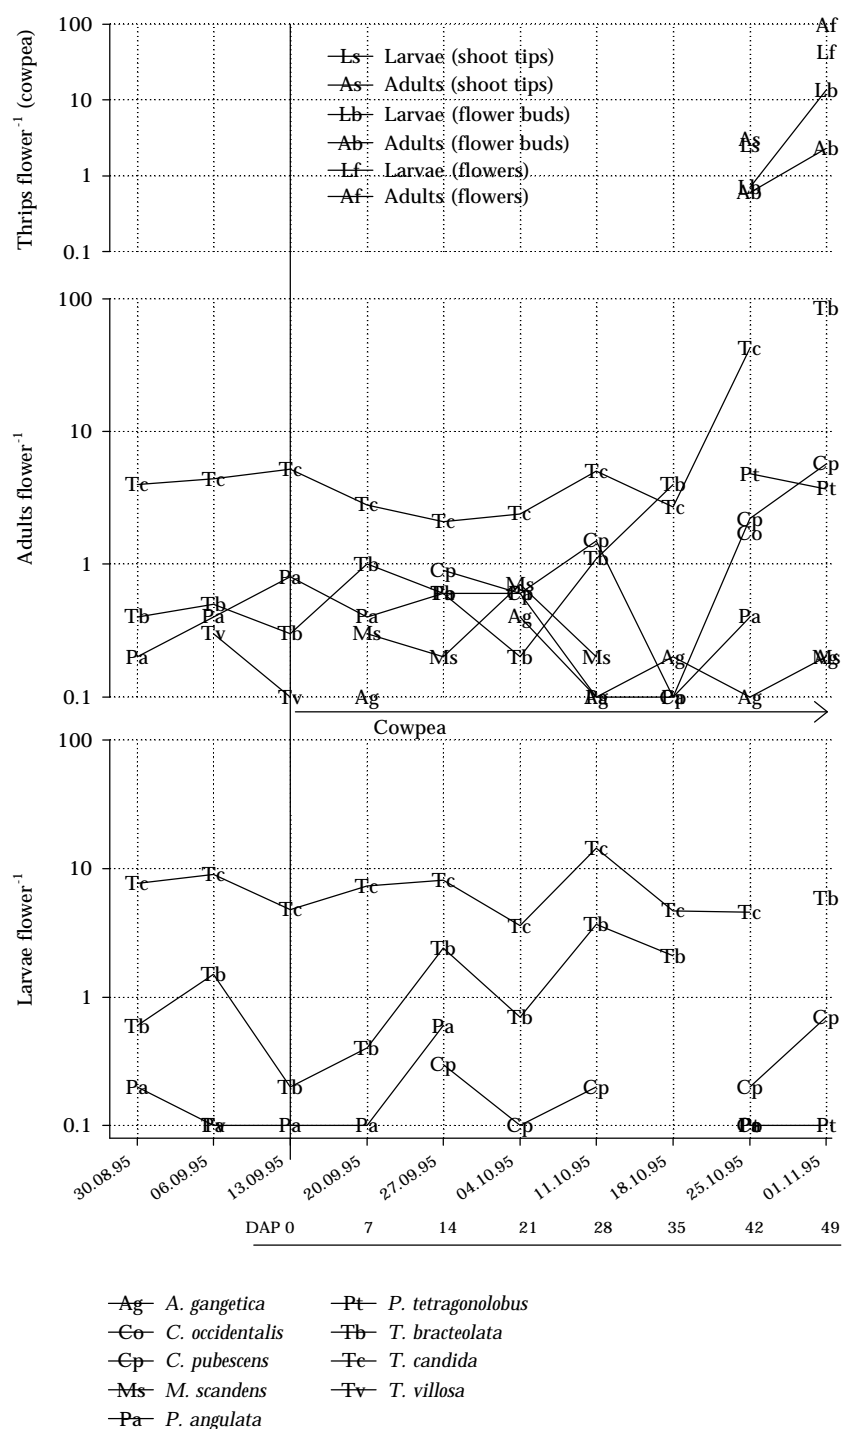 Thrips flower-1 (cowpea)
100
10
1
0.1
Ls Larvae (shoot tips)
As Adults (shoot tips)
Lb Larvae (flower buds)
Ab Adults (flower buds)
Lf Larvae (flowers)
Af Adults (flowers)
Af
Lf
Lb
As
Ls
Ab
Lb
Ab
Adults flower-1
100
10
1
0.1
Tb
Tc
Cp
Tc Tc Tc Tc Tc Tc Tc Tb Tc Pt Pt
Cp
Co
Pa Tb Cp Ms Cp Tb
Tb Tb Pa Pa Ag Pa
Pa Tv Tb Ms Ms Tb Ms Ag Ms
Tv Ag Ag Cp Ag
Cowpea
Larvae flower-1
100
10
1
0.1
Tc Tc Tc Tc Tc Tc Tc Tc Tc Tb
Tb Tb Tb Tb Tb Tb Tb Tb
Pa Pa Cp Cp Cp Cp
Pa Pa Cp Pt
30.08.95 06.09.95 13.09.95 20.09.95 27.09.95 04.10.95 11.10.95 18.10.95 25.10.95 01.11.95
DAP 0 7 14 21 28 35 42 49
Ag A. gangetica Pt P. tetragonolobus
Co C. occidentalis Tb T. bracteolata
Cp C. pubescens Tc T. candida
Ms M. scandens Tv T. villosa
Pa P. angulata